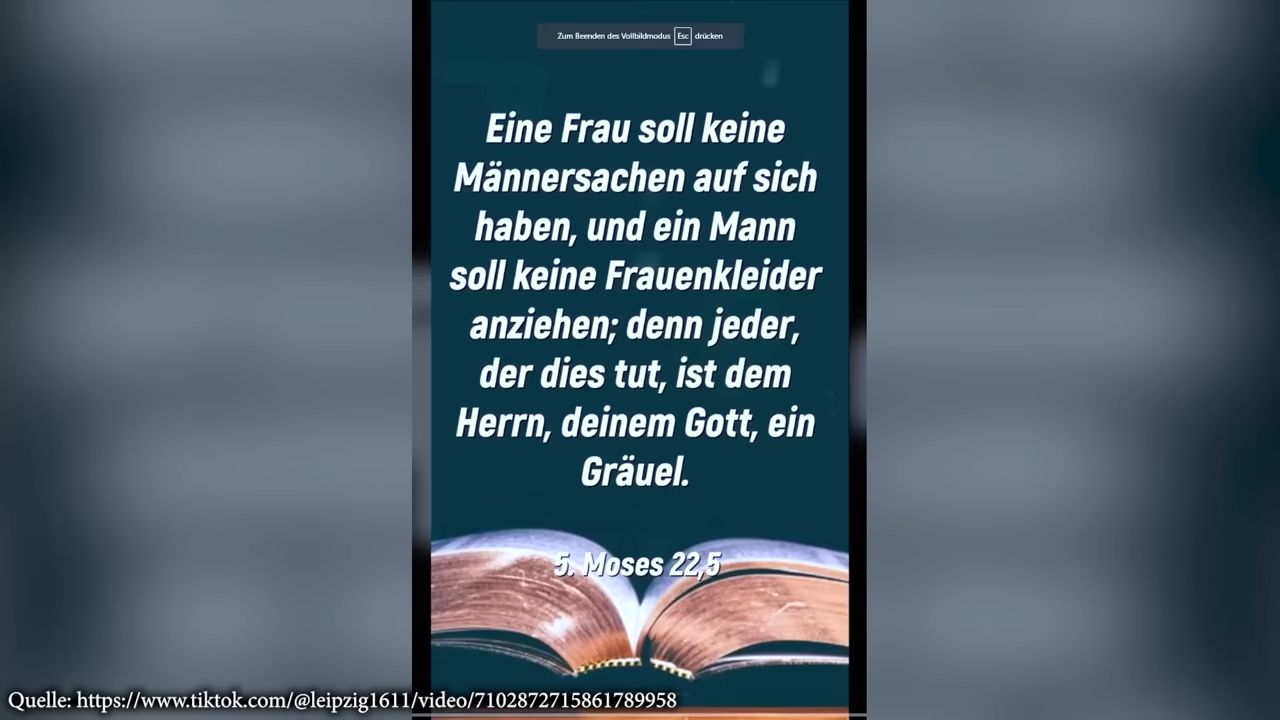 Zum Beenden des Vollbildmodus Esc drücken
Eine Frau soll keine
Männersachen auf sich
haben, und ein Mann
soll keine Frauenkleider
anziehen; denn jeder,
der dies tut, ist dem
Herrn, deinem Gott, ein
Gräuel.
5. Moses 22,5
Quelle: https://www.tiktok.com/@leipzig1611/video/7102872715861789958